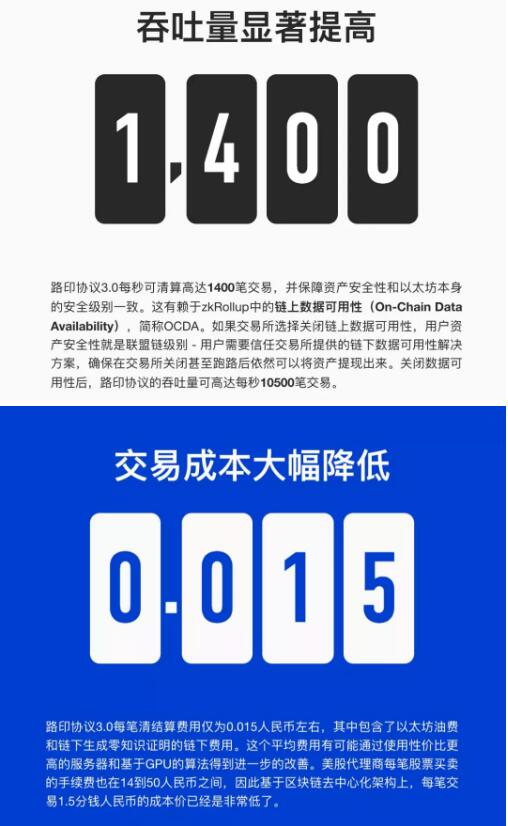 吞吐量显著提高
1,400
路印协议3.0每秒可清算高达1400笔交易，并保障资产安全性和以太坊本身
的安全级别一致。这有赖于zkRollup中的链上数据可用性（On-Chain Data
Availability），简称OCDA。如果交易所选择关闭链上数据可用性，用户资
产安全性就是联盟链级别 - 用户需要信任交易所提供的链下数据可用性解决
方案，确保在交易所关闭甚至跑路后依然可以将资产提现出来。关闭数据可
用性后，路印协议的吞吐量可高达每秒10500笔交易。
交易成本大幅降低
0.015
路印协议3.0每笔清结算费用仅为0.015人民币左右，其中包含了以太坊油费
和链下生成零知识证明的链下费用。这个平均费用有可能通过使用性价比更
高的服务器和基于GPU的算法得到进一步的改善。美股代理商每笔股票买卖
的手续费也在14到50人民币之间，因此基于区块链去中心化架构上，每笔交
易1.5分钱人民币的成本价已经是非常低了。